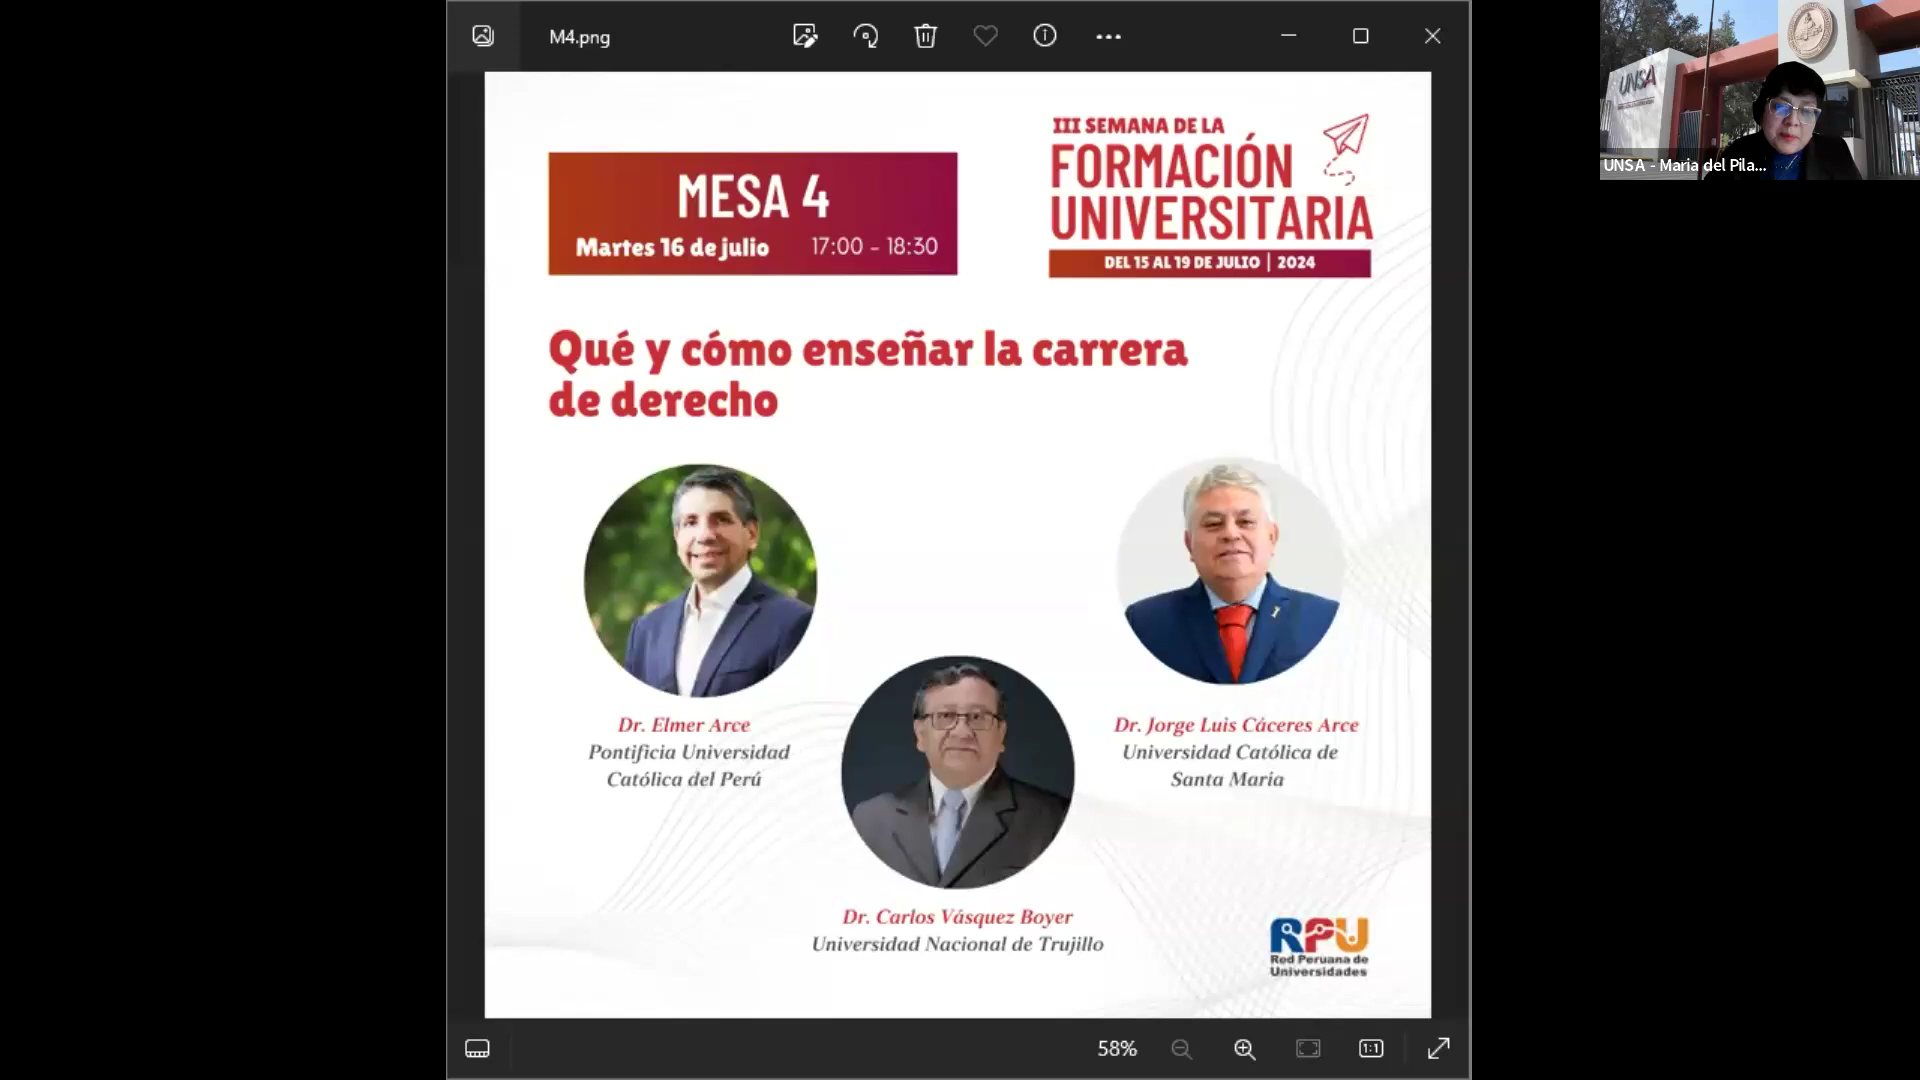 M4.png
MESA 4
Martes 16 de julio 17:00 - 18:30
III SEMANA DE LA
FORMACIÓN
UNIVERSITARIA
DEL 15 AL 19 DE JULIO | 2024
Qué y cómo enseñar la carrera
de derecho
Dr. Elmer Arce
Pontificia Universidad
Católica del Perú
Dr. Jorge Luis Cáceres Arce
Universidad Católica de
Santa María
Dr. Carlos Vásquez Boyer
Universidad Nacional de Trujillo
RPU
Red Peruana de
Universidades
58%
1:1
UNSA
UNSA - Maria del Pila...